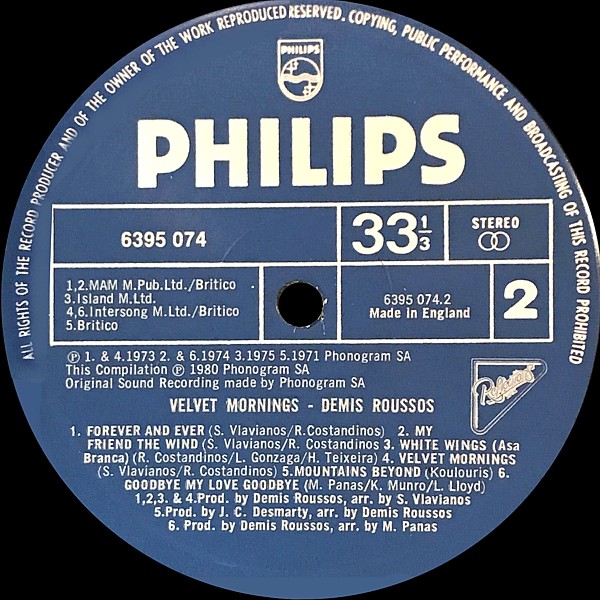 ALL RIGHTS OF THE RECORD PRODUCER AND OF THE OWNER OF THE WORK REPRODUCED RESERVED. COPYING, PUBLIC PERFORMANCE AND BROADCASTING OF THIS RECORD PROHIBITED
PHILIPS
PHILIPS
6395 074
33 1/3
STEREO
1,2.MAM M.Pub.Ltd./Britico
3.Island M.Ltd.
4,6.Intersong M.Ltd./Britico
5.Britico
6395 074.2
Made in England
2
Ⓟ 1. & 4.1973 2. & 6.1974 3.1975 5.1971 Phonogram SA
This Compilation Ⓟ 1980 Phonogram SA
Original Sound Recording made by Phonogram SA
VELVET MORNINGS - DEMIS ROUSSOS
1. FOREVER AND EVER (S. Vlavianos/R.Costandinos) 2. MY
FRIEND THE WIND (S. Vlavianos/R. Costandinos 3. WHITE WINGS (Asa
Branca) (R. Costandinos/L. Gonzaga/H. Teixeira) 4. VELVET MORNINGS
(S. Vlavianos/R. Costandinos) 5.MOUNTAINS BEYOND (Koulouris) 6.
GOODBYE MY LOVE GOODBYE (M. Panas/K. Munro/L. Lloyd)
1,2,3. & 4.Prod. by Demis Roussos, arr. by S. Vlavianos
5.Prod. by J. C. Desmarty, arr. by Demis Roussos
6. Prod. by Demis Roussos, arr. by M. Panas